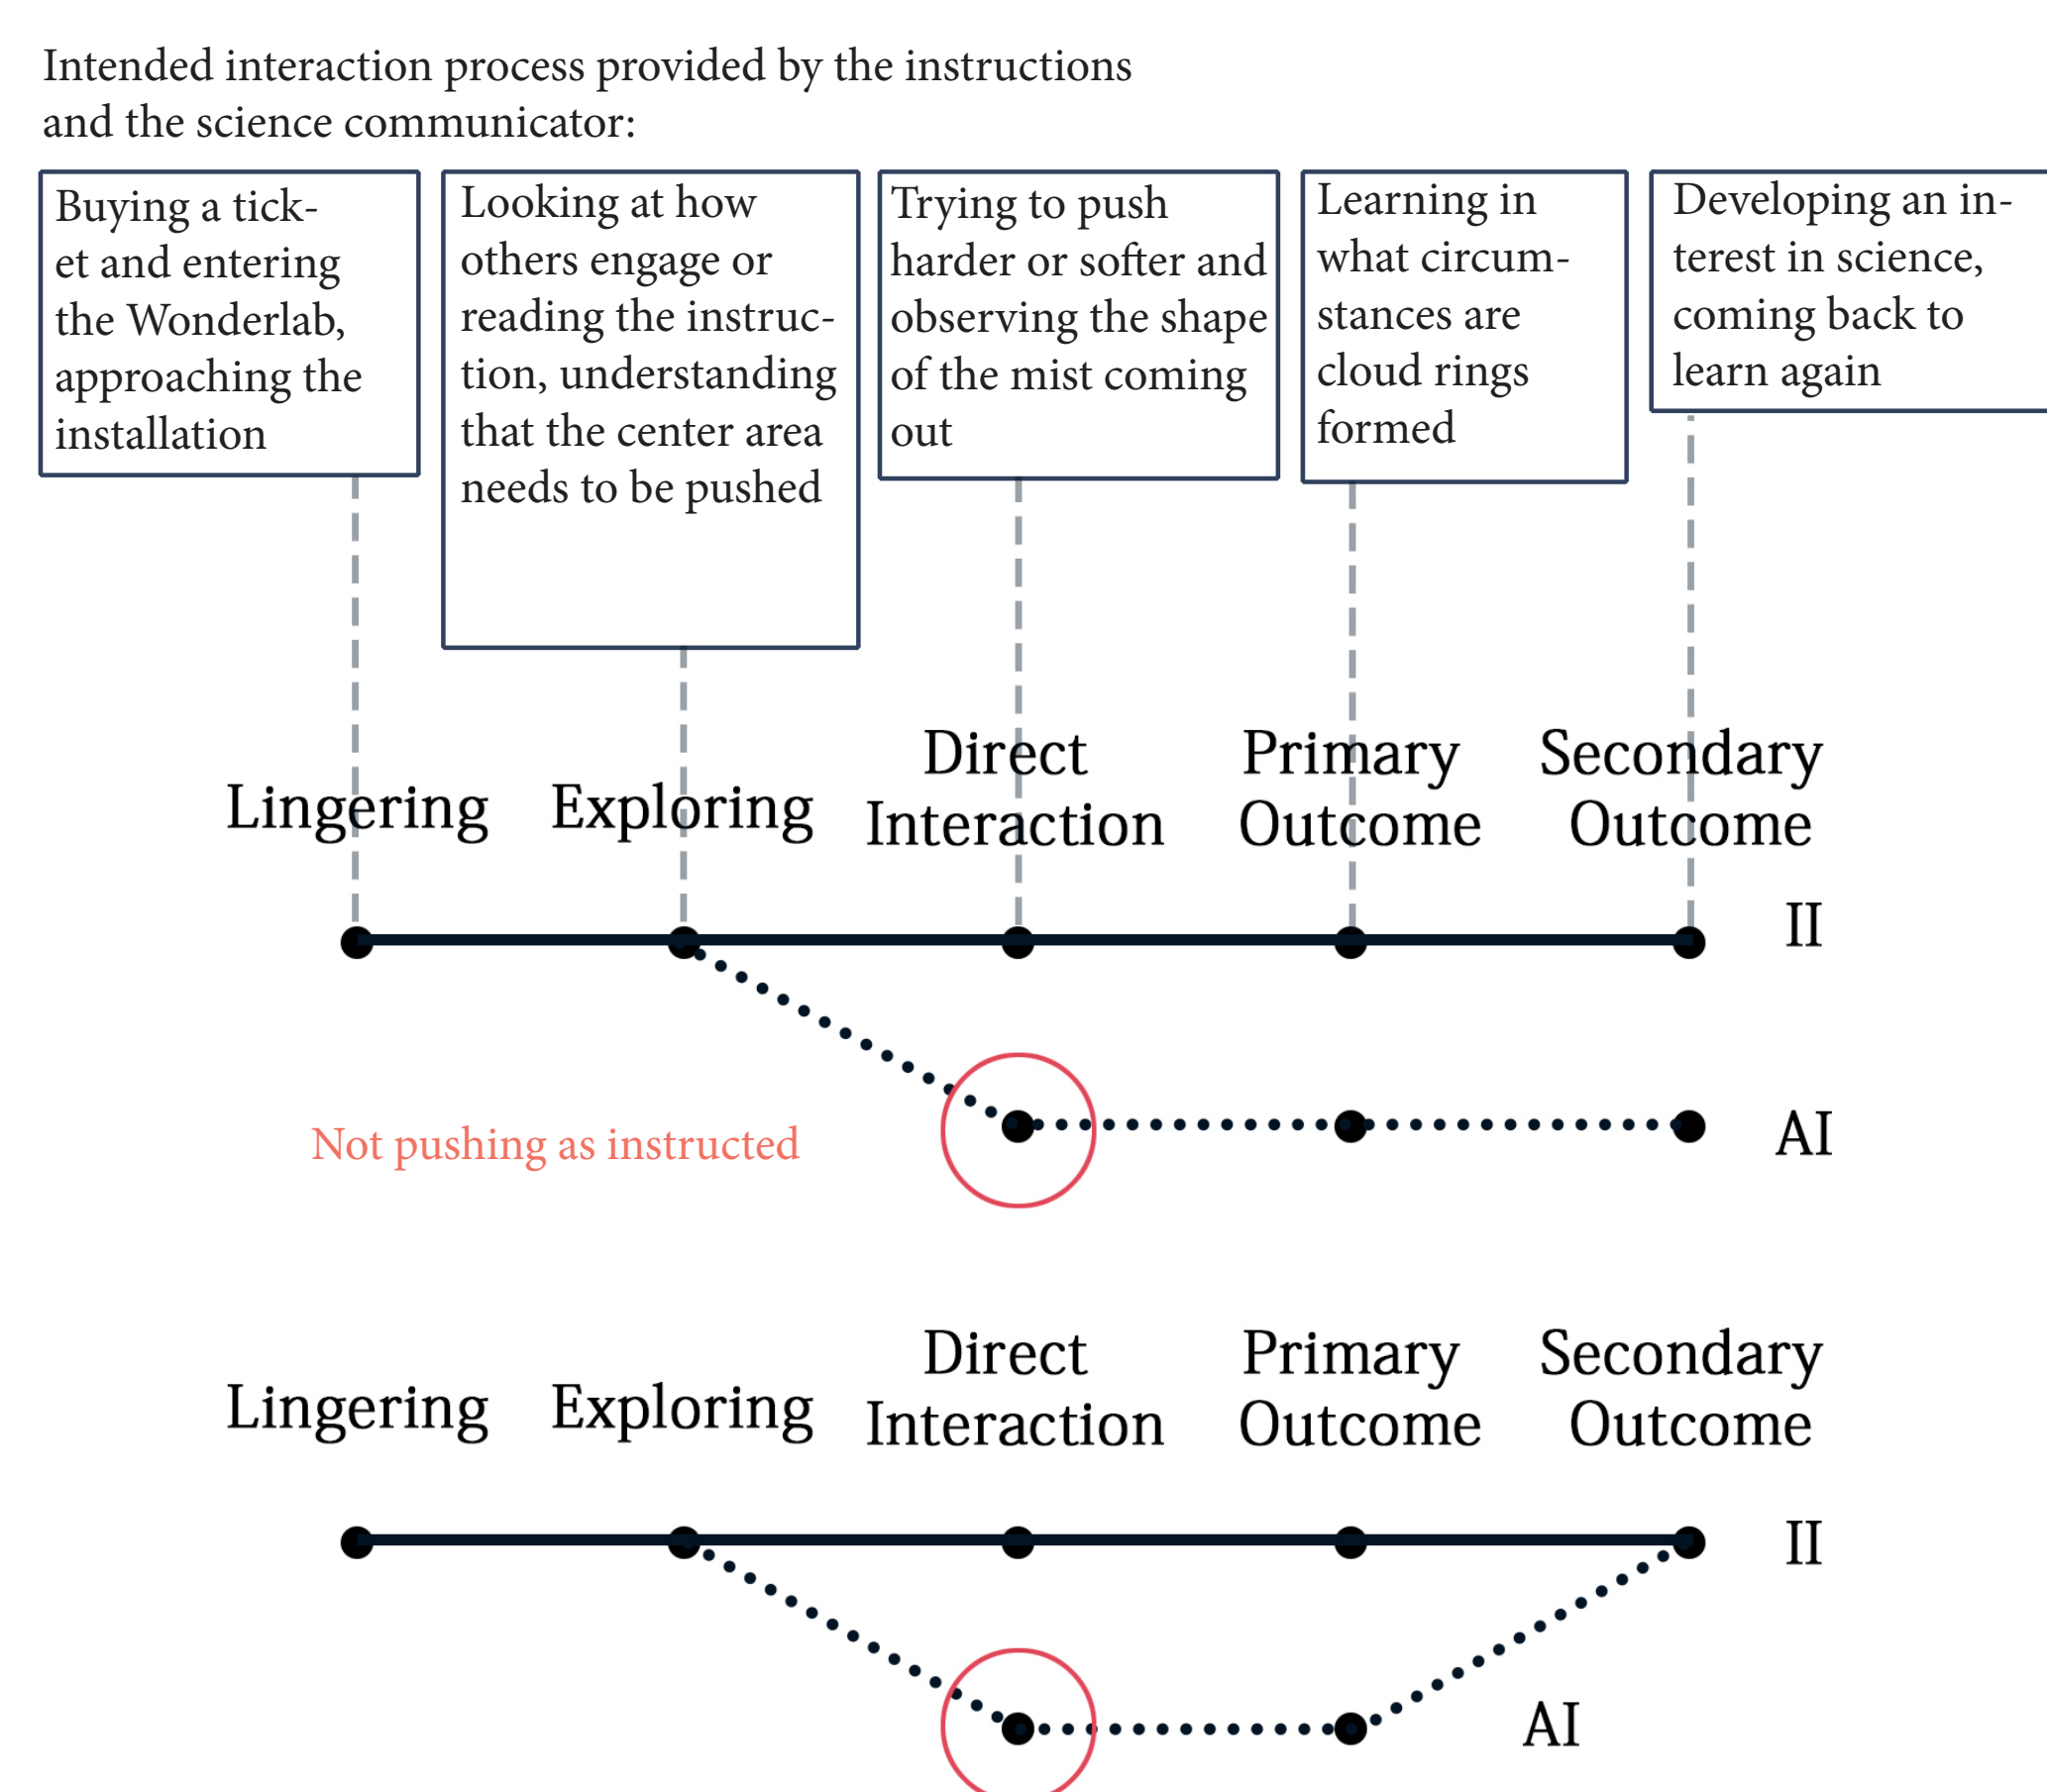 Intended interaction process provided by the instructions
and the science communicator:
Buying a tick-
et and entering
the Wonderlab,
approaching the
installation
Looking at how
others engage or
reading the instruc-
tion, understanding
that the center area
needs to be pushed
Trying to push
harder or softer and
observing the shape
of the mist coming
out
Learning in
what circum-
stances are
cloud rings
formed
Developing an in-
terest in science,
coming back to
learn again
Lingering
Exploring
Direct
Interaction
Primary
Outcome
Secondary
Outcome
II
Not pushing as instructed
AI
Lingering
Exploring
Direct
Interaction
Primary
Outcome
Secondary
Outcome
II
AI